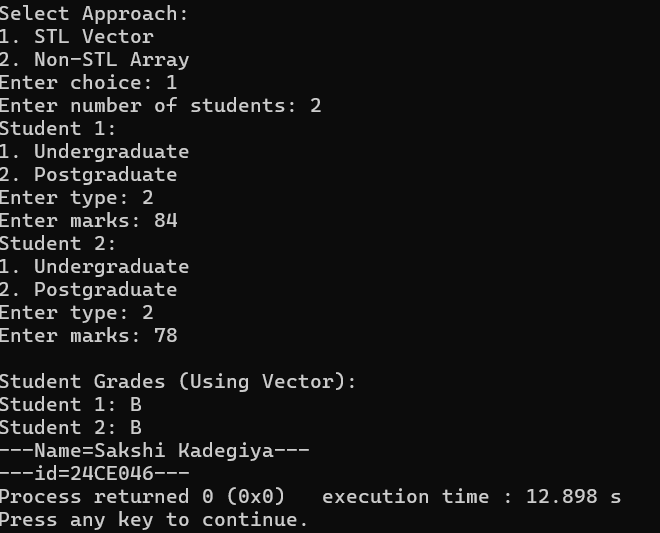 Select Approach:
1. STL Vector
2. Non-STL Array
Enter choice: 1
Enter number of students: 2
Student 1:
1. Undergraduate
2. Postgraduate
Enter type: 2
Enter marks: 84
Student 2:
1. Undergraduate
2. Postgraduate
Enter type: 2
Enter marks: 78
Student Grades (Using Vector):
Student 1: B
Student 2: B
---Name=Sakshi Kadegiya---
---id=24CE046---
Process returned 0 (0x0)   execution time : 12.898 s
Press any key to continue.